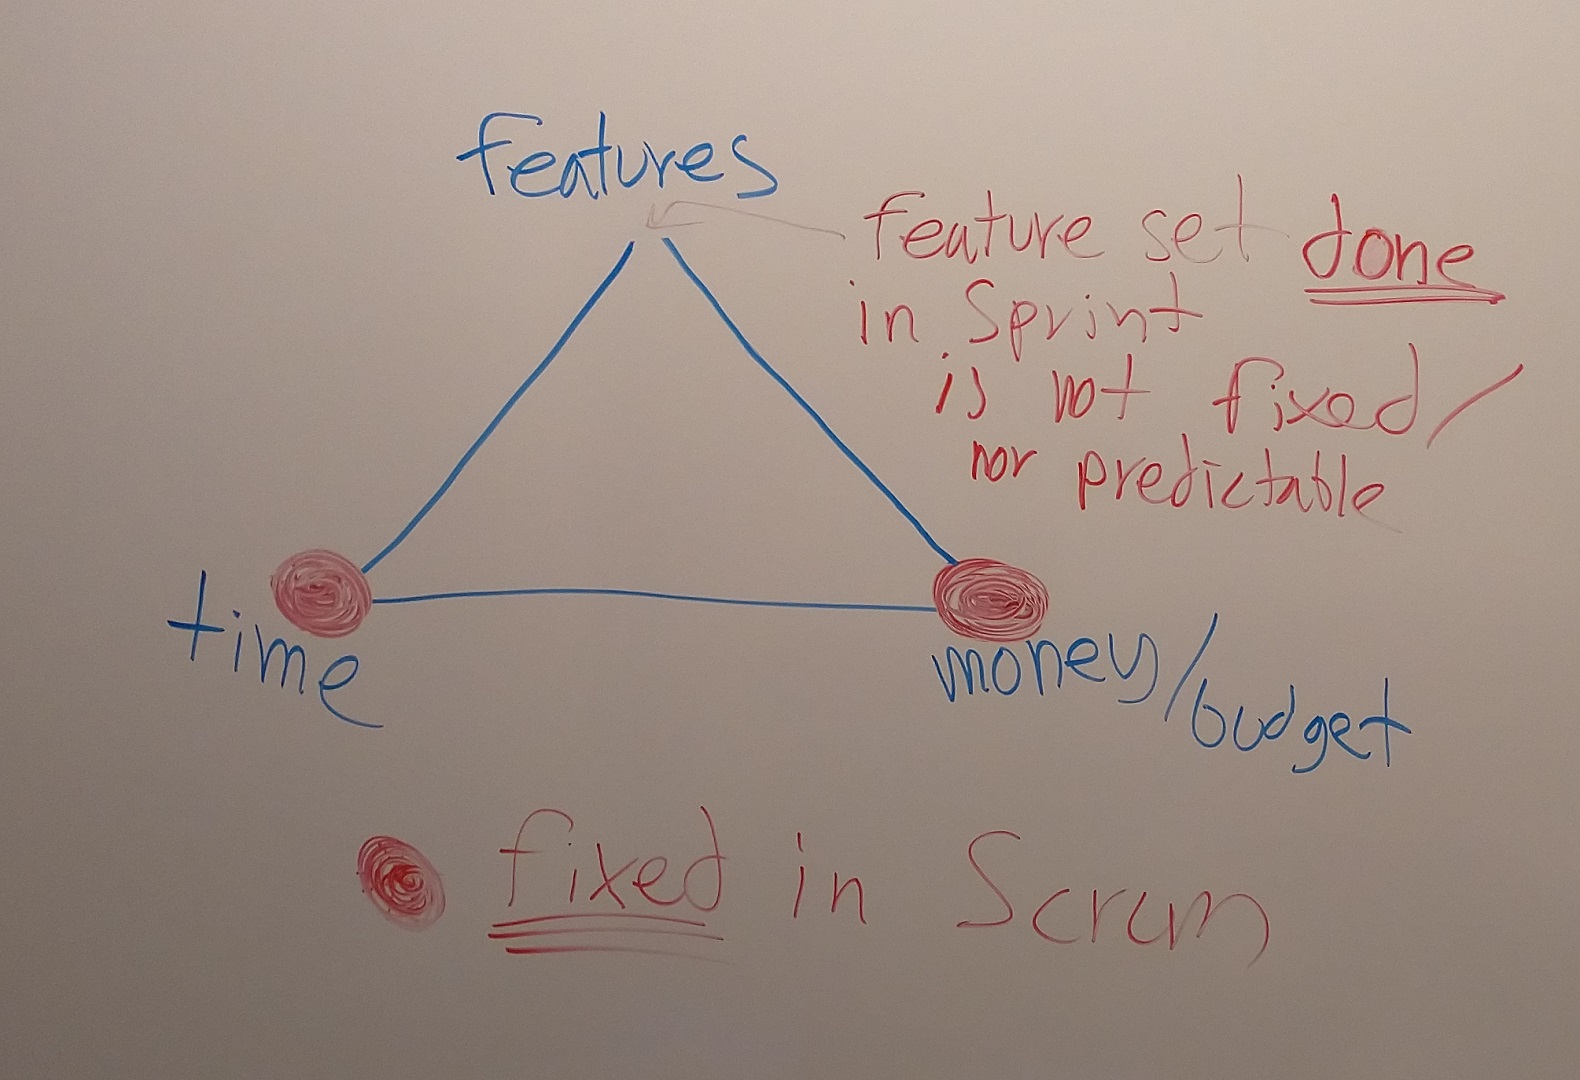 features
feature set done
in Sprint
is not fixed/
nor predictable
time
money/
budget
fixed in Scrum